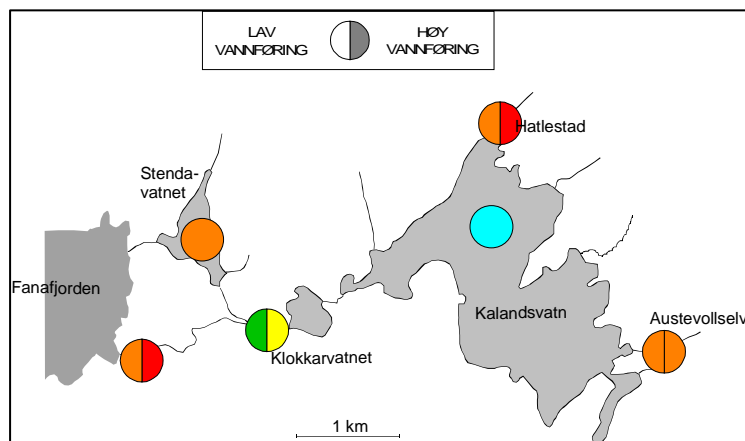 LAV
VANNFØRING
HØY
VANNFØRING
Hatlestad
Stenda-
vatnet
Fanafjorden
Kalandsvatn
Austevollselv
Klokkarvatnet
1 km